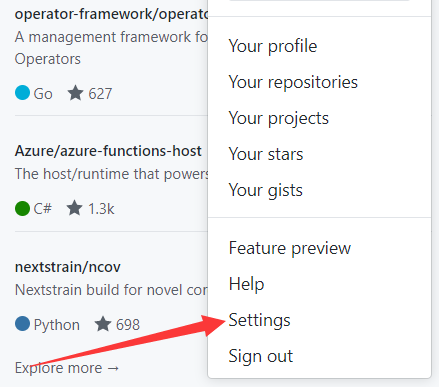 operator-framework/operato
A management framework fo
Operators
Go 627
Azure/azure-functions-host
The host/runtime that powers
C# 1.3k
nextstrain/ncov
Nextstrain build for novel cor
Python 698
Explore more →
Your profile
Your repositories
Your projects
Your stars
Your gists
Feature preview
Help
Settings
Sign out